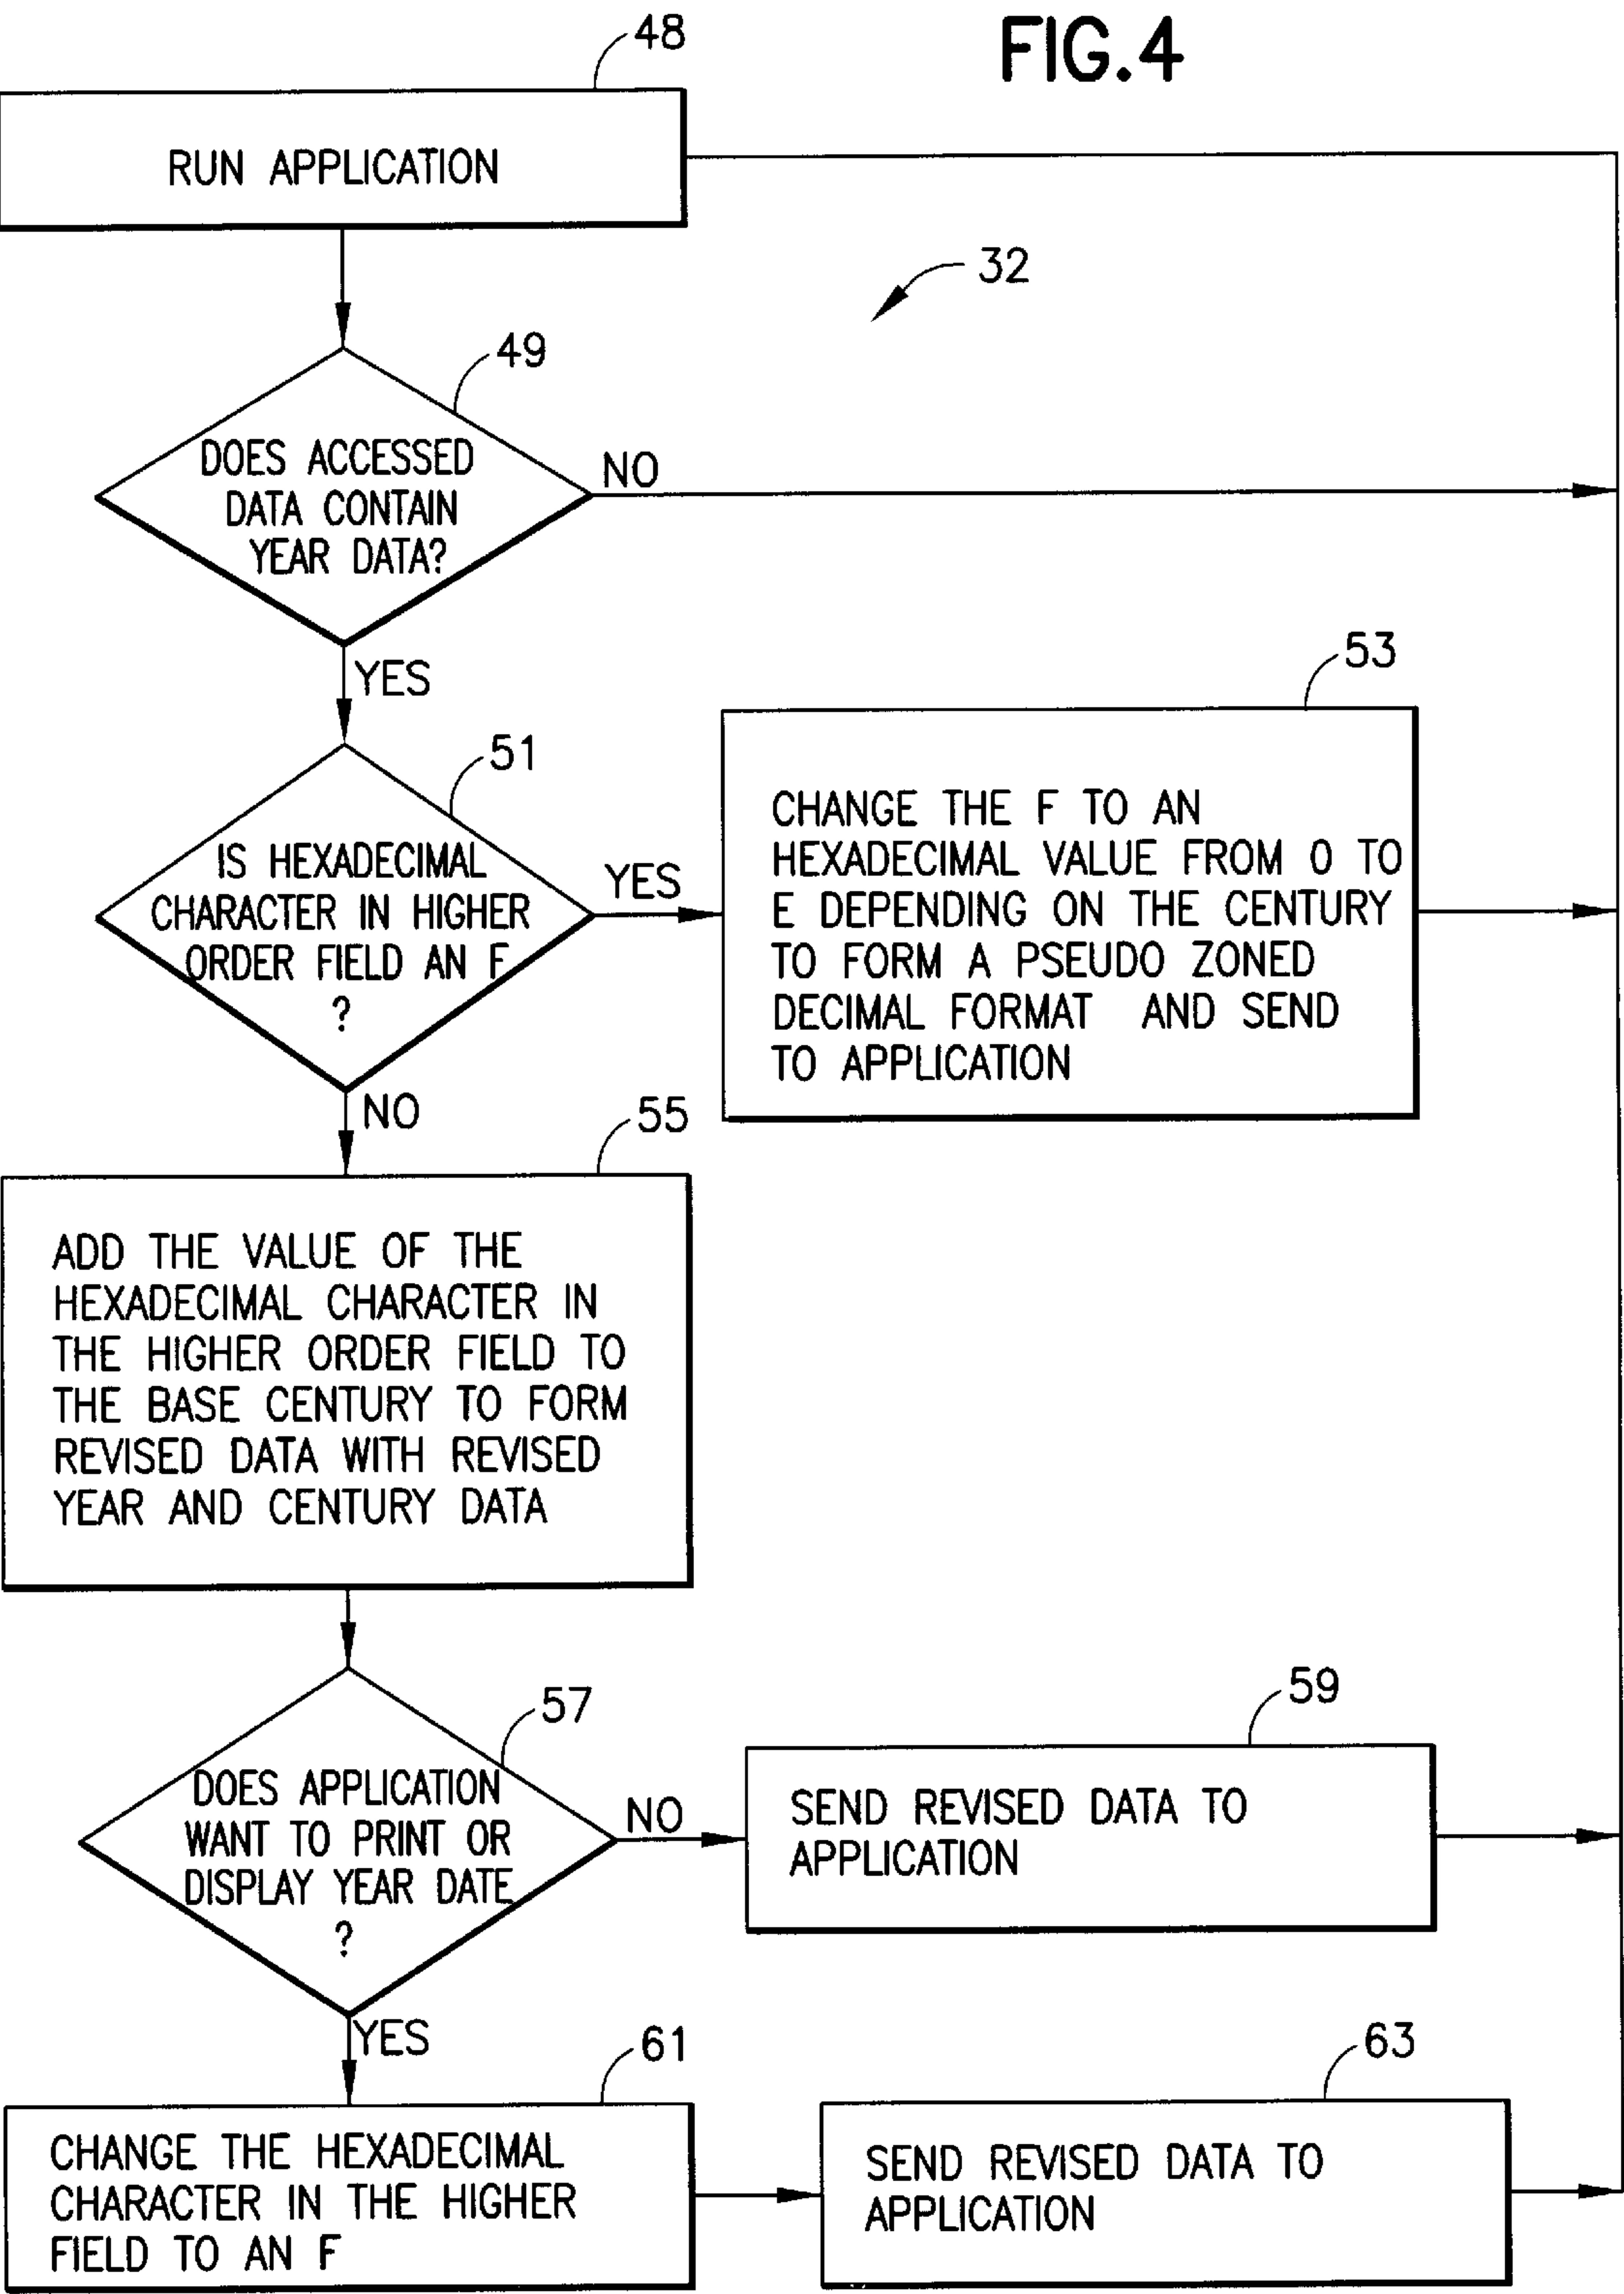 FIG.4
48
RUN APPLICATION
32
49
DOES ACCESSED
DATA CONTAIN
YEAR DATA?
NO
YES
51
IS HEXADECIMAL
CHARACTER IN HIGHER
ORDER FIELD AN F
?
YES
53
CHANGE THE F TO AN
HEXADECIMAL VALUE FROM 0 TO
E DEPENDING ON THE CENTURY
TO FORM A PSEUDO ZONED
DECIMAL FORMAT AND SEND
TO APPLICATION
NO
55
ADD THE VALUE OF THE
HEXADECIMAL CHARACTER IN
THE HIGHER ORDER FIELD TO
THE BASE CENTURY TO FORM
REVISED DATA WITH REVISED
YEAR AND CENTURY DATA
57
DOES APPLICATION
WANT TO PRINT OR
DISPLAY YEAR DATE
?
NO
59
SEND REVISED DATA TO
APPLICATION
YES
61
CHANGE THE HEXADECIMAL
CHARACTER IN THE HIGHER
FIELD TO AN F
63
SEND REVISED DATA TO
APPLICATION